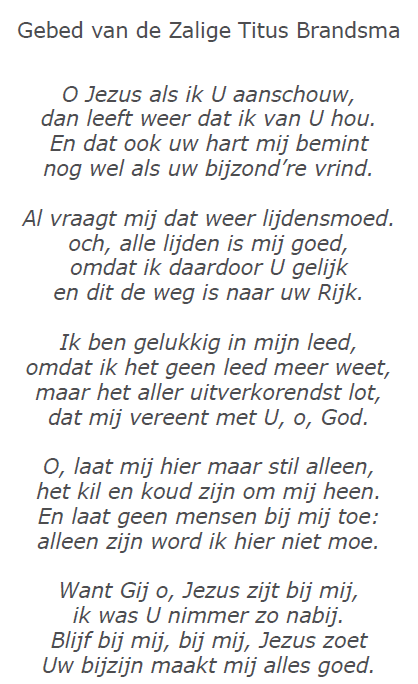 Gebed van de Zalige Titus Brandsma
O Jezus als ik U aanschouw,
dan leeft weer dat ik van U hou.
En dat ook uw hart mij bemint
nog wel als uw bijzond’re vrind.
Al vraagt mij dat weer lijdensmoed.
och, alle lijden is mij goed,
omdat ik daardoor U gelijk
en dit de weg is naar uw Rijk.
Ik ben gelukkig in mijn leed,
omdat ik het geen leed meer weet,
maar het aller uitverkorendst lot,
dat mij vereent met U, o, God.
O, laat mij hier maar stil alleen,
het kil en koud zijn om mij heen.
En laat geen mensen bij mij toe:
alleen zijn word ik hier niet moe.
Want Gij o, Jezus zijt bij mij,
ik was U nimmer zo nabij.
Blijf bij mij, bij mij, Jezus zoet
Uw bijzijn maakt mij alles goed.